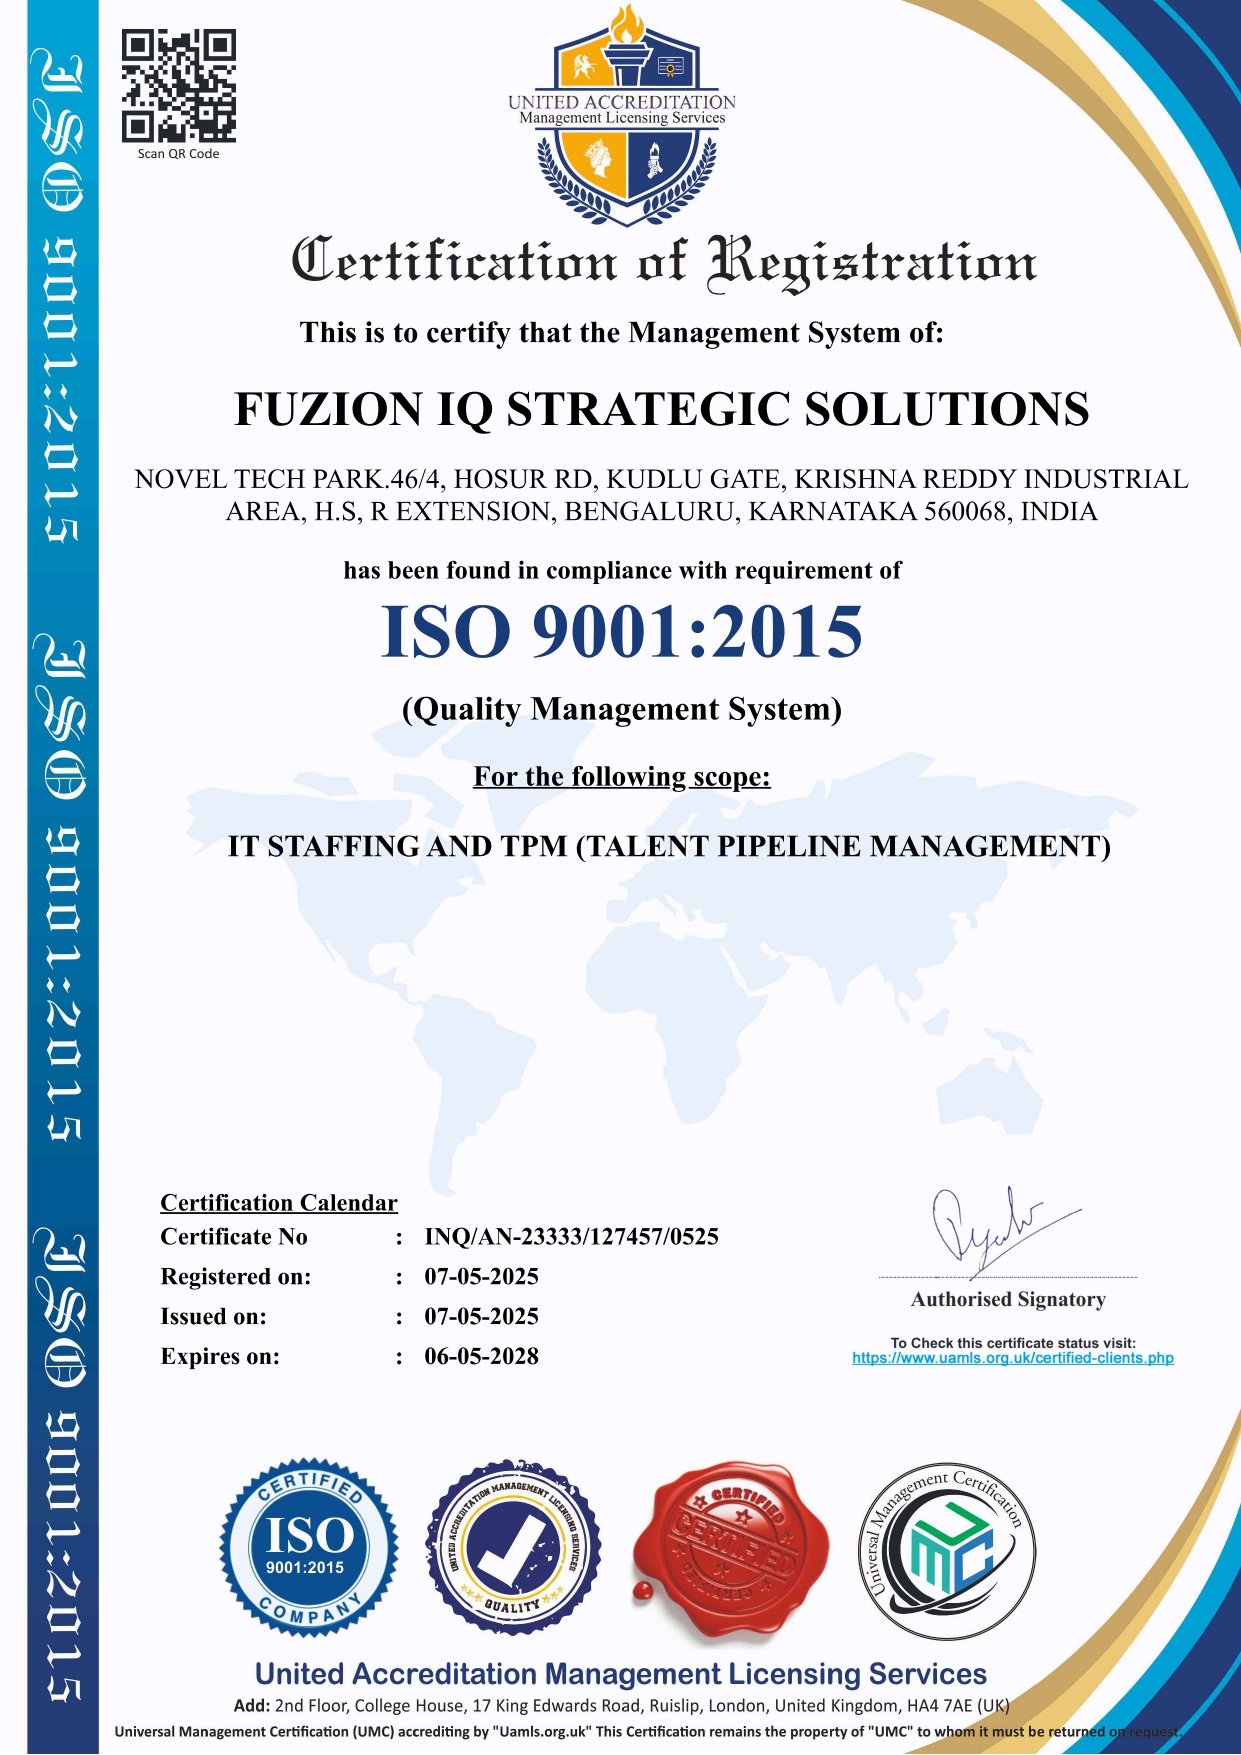 ISO 9001:2015 ISO 9001:2015 ISO 9001:2015
Scan QR Code
UNITED ACCREDITATION
Management Licensing Services
Certification of Registration
This is to certify that the Management System of:
FUZION IQ STRATEGIC SOLUTIONS
NOVEL TECH PARK.46/4, HOSUR RD, KUDLU GATE, KRISHNA REDDY INDUSTRIAL
AREA, H.S, R EXTENSION, BENGALURU, KARNATAKA 560068, INDIA
has been found in compliance with requirement of
ISO 9001:2015
(Quality Management System)
For the following scope:
IT STAFFING AND TPM (TALENT PIPELINE MANAGEMENT)
Certification Calendar
Certificate No : INQ/AN-23333/127457/0525
Registered on: : 07-05-2025
Issued on: : 07-05-2025
Expires on: : 06-05-2028
Authorised Signatory
To Check this certificate status visit:
https://www.uamls.org.uk/certified-clients.php
CERTIFIED
ISO
9001:2015
COMPANY
UNITED ACCREDITATION MANAGEMENT LICENSING SERVICES
QUALITY
CERTIFIED
CERTIFIED
CERTIFIED
Universal Management Certification
UMC
United Accreditation Management Licensing Services
Add: 2nd Floor, College House, 17 King Edwards Road, Ruislip, London, United Kingdom, HA4 7AE (UK)
Universal Management Certification (UMC) accrediting by "Uamls.org.uk" This Certification remains the property of "UMC" to whom it must be returned on request.